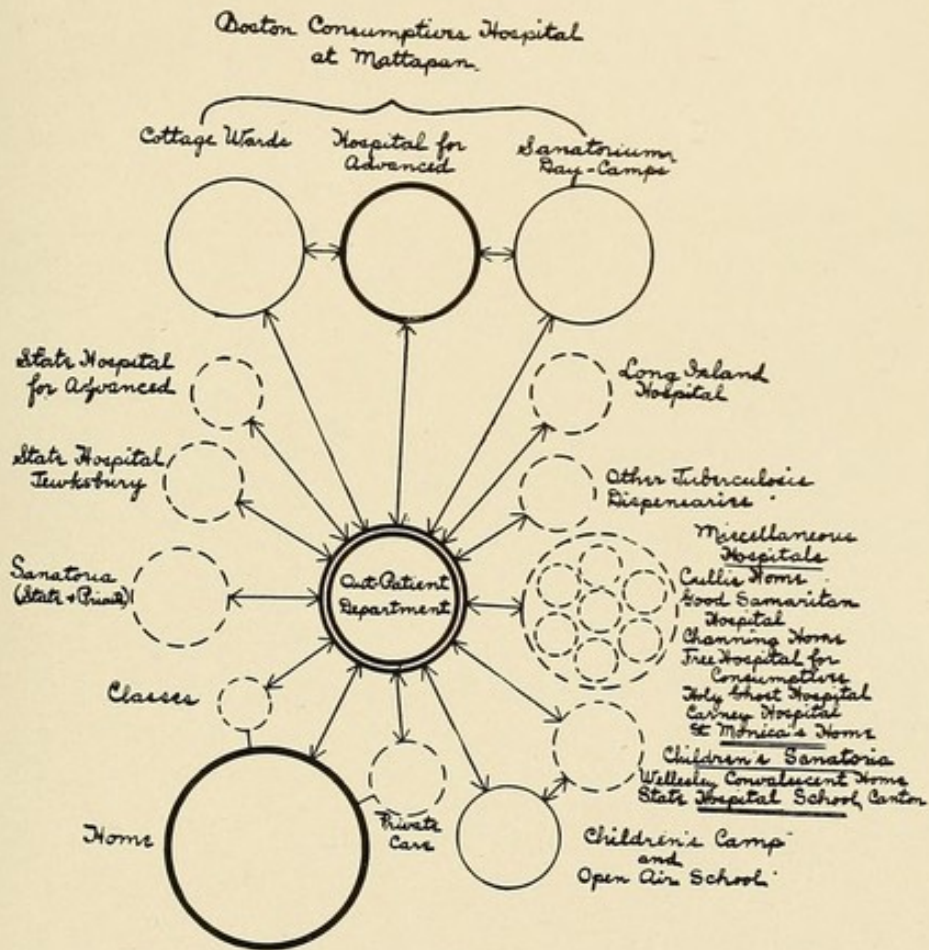 Boston Consumptives Hospital
at Mattapan.
Cottage Wards
Hospital for
Advanced
Sanatorium
Day-Camps
State Hospital
for Advanced
Long Island
Hospital
State Hospital
Tewksbury
Other Tuberculosis
Dispensaries
Sanatoria
(State + Private)
Out-Patient
Department
Miscellaneous
Hospitals
Cullis Home
Good Samaritan
Hospital
Channing Home
Free Hospital for
Consumptives
Holy Ghost Hospital
Carney Hospital
St Monica's Home
Classes
Children's Sanatoria
Wellesley Convalescent Home
State Hospital School, Canton
Home
Private
Care
Children's Camp
and
Open Air School